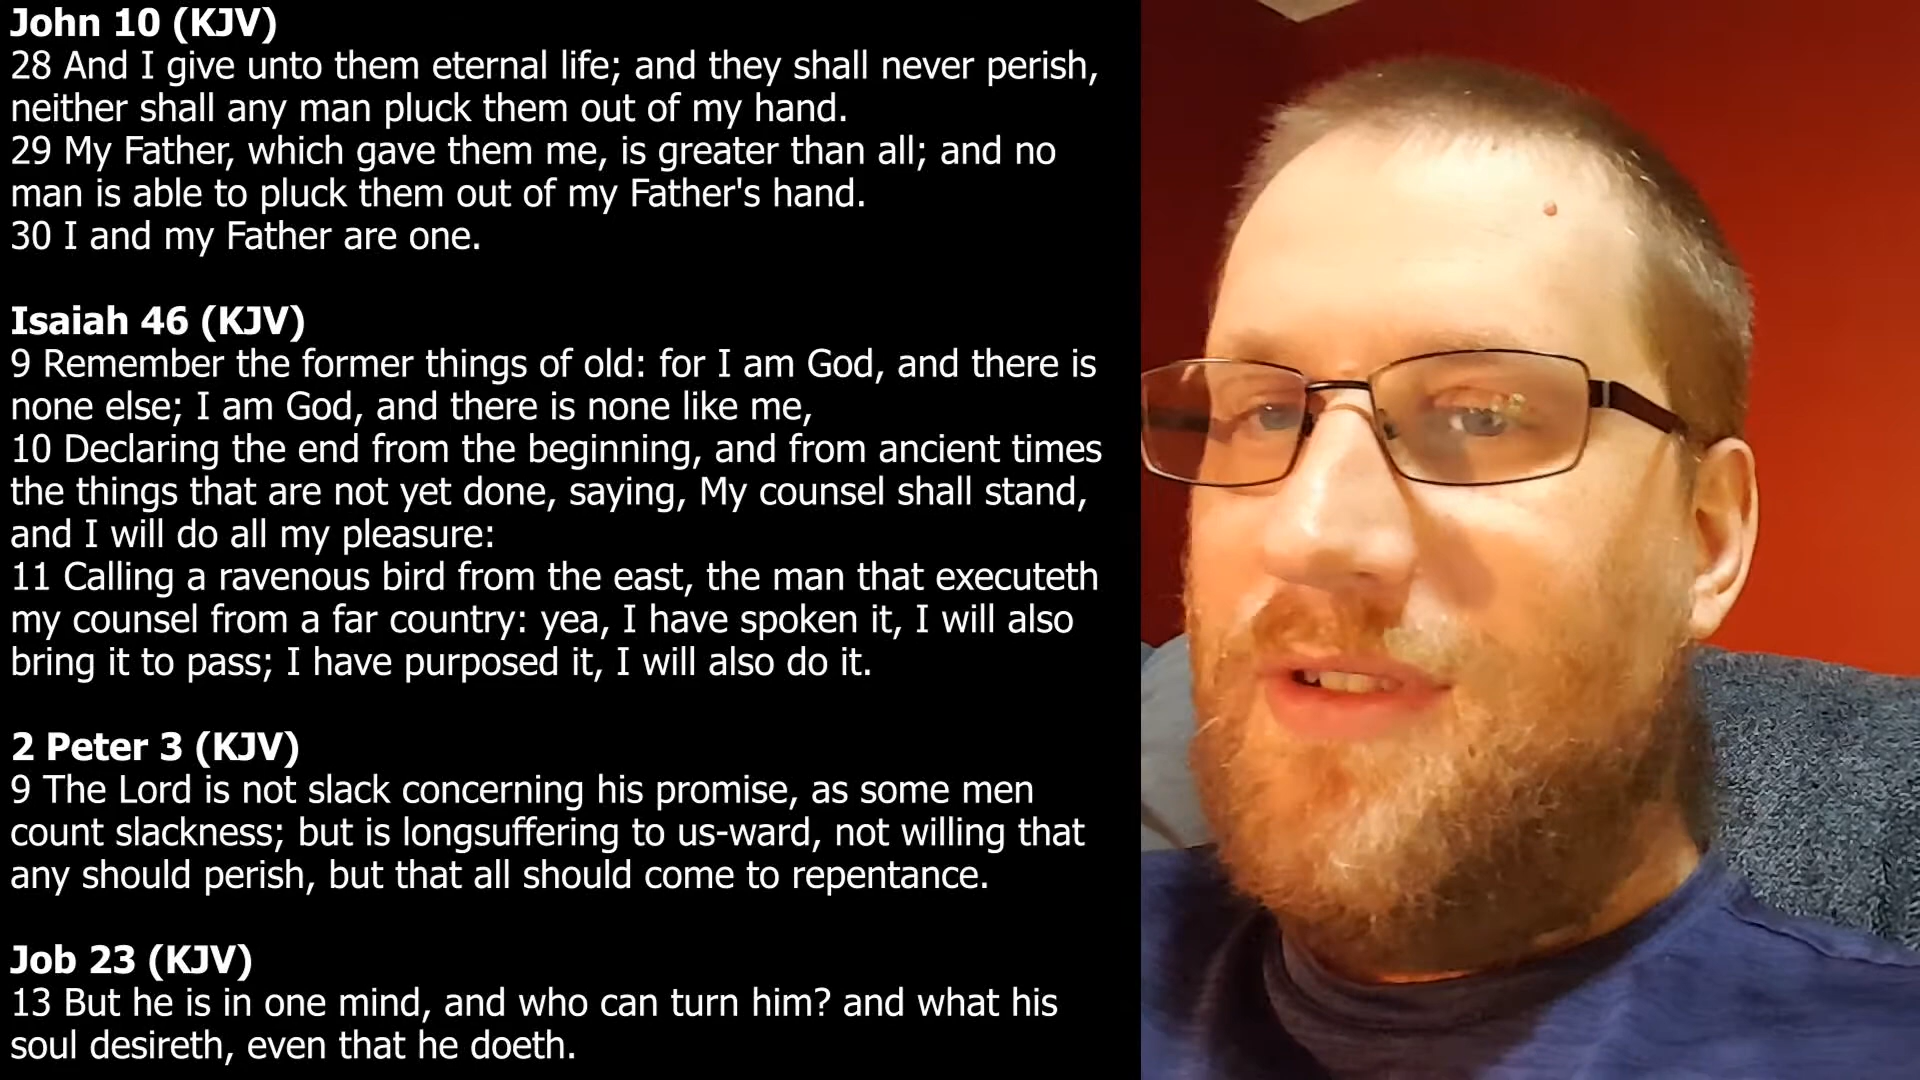 John 10 (KJV)
28 And I give unto them eternal life; and they shall never perish,
neither shall any man pluck them out of my hand.
29 My Father, which gave them me, is greater than all; and no
man is able to pluck them out of my Father's hand.
30 I and my Father are one.
Isaiah 46 (KJV)
9 Remember the former things of old: for I am God, and there is
none else; I am God, and there is none like me,
10 Declaring the end from the beginning, and from ancient times
the things that are not yet done, saying, My counsel shall stand,
and I will do all my pleasure:
11 Calling a ravenous bird from the east, the man that executeth
my counsel from a far country: yea, I have spoken it, I will also
bring it to pass; I have purposed it, I will also do it.
2 Peter 3 (KJV)
9 The Lord is not slack concerning his promise, as some men
count slackness; but is longsuffering to us-ward, not willing that
any should perish, but that all should come to repentance.
Job 23 (KJV)
13 But he is in one mind, and who can turn him? and what his
soul desireth, even that he doeth.